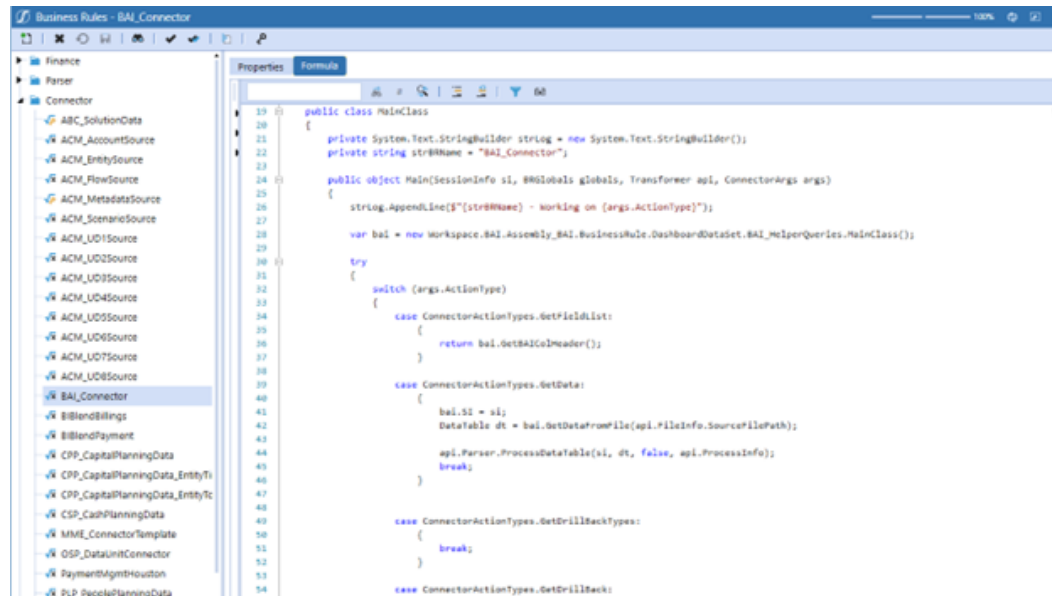 Business Rules - BAI_Connector
100%
Finance
Parser
Connector
ABC_SolutionData
ACM_AccountSource
ACM_EntitySource
ACM_FlowSource
ACM_MetadataSource
ACM_ScenarioSource
ACM_UD1Source
ACM_UD2Source
ACM_UD3Source
ACM_UD4Source
ACM_UD5Source
ACM_UD6Source
ACM_UD7Source
ACM_UD8Source
BAI_Connector
BIBlendBillings
BIBlendPayment
CPP_CapitalPlanningData
CPP_CapitalPlanningData_EntityTi
CPP_CapitalPlanningData_EntityTc
CSP_CashPlanningData
MME_ConnectorTemplate
OSP_DataUnitConnector
PaymentMgmtHouston
PLP_PeoplePlanningData
Properties Formula
19 public class MainClass
20 {
21 private System.Text.StringBuilder strLog = new System.Text.StringBuilder();
22 private string strBRName = "BAI_Connector";
23
24 public object Main(SessionInfo si, BRGlobals globals, Transformer api, ConnectorArgs args)
25 {
26 strLog.AppendLine($"{strBRName} - Working on {args.ActionType}");
27
28 var bai = new Workspace.BAI.Assembly_BAI.BusinessRule.DashboardDataSet.BAI_HelperQueries.MainClass();
29
30 try
31 {
32 switch (args.ActionType)
33 {
34 case ConnectorActionTypes.GetFieldList:
35 {
36 return bai.GetBAIColHeader();
37 }
38
39 case ConnectorActionTypes.GetData:
40 {
41 bai.SI = si;
42 DataTable dt = bai.GetDataFromFile(api.FileInfo.SourceFilePath);
43
44 api.Parser.ProcessDataTable(si, dt, false, api.ProcessInfo);
45 break;
46 }
47
48
49 case ConnectorActionTypes.GetDrillBackTypes:
50 {
51 break;
52 }
53
54 case ConnectorActionTypes.GetDrillBack: